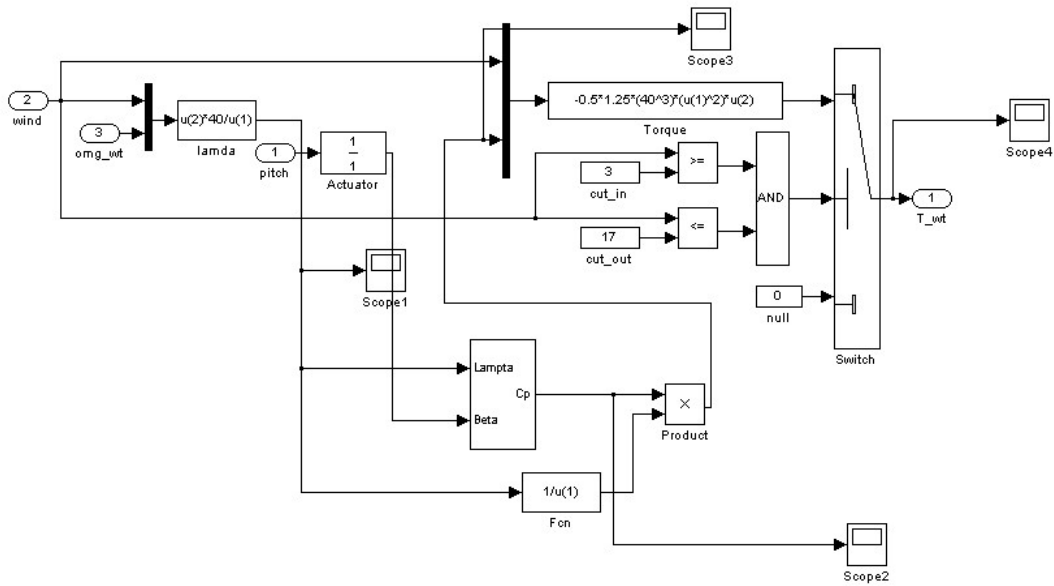 Scope3
2
wind
3
omg_wt
u(2)*40/u(1)
lamda
1
pitch
1
1
Actuator
-0.5*1.25*(40^3)*(u(1)^2)*u(2)
Torque
>=
3
cut_in
<=
17
cut_out
AND
0
null
Switch
Scope4
1
T_wt
Scope1
Lampta
Cp
Beta
×
Product
1/u(1)
Fcn
Scope2